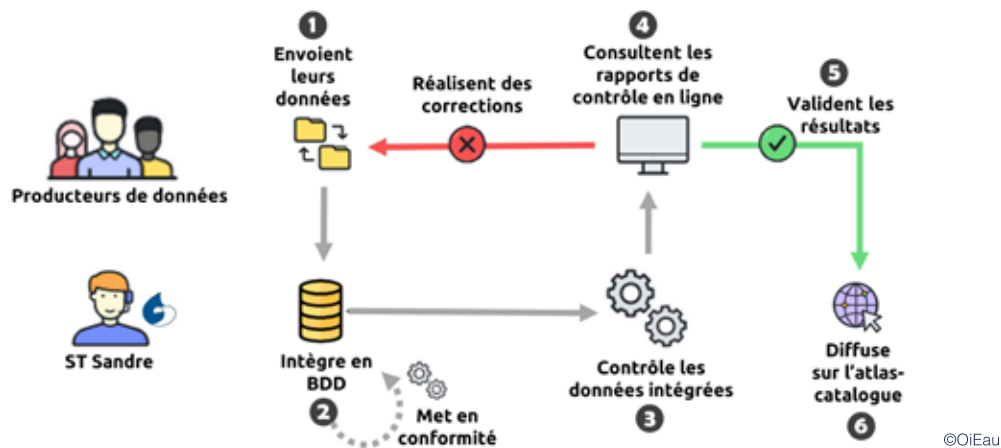 1
Envoient
leurs
données
Réalisent des
corrections
4
Consultent les
rapports de
contrôle en ligne
5
Valident les
résultats
Producteurs de données
ST Sandre
Intègre en
BDD
2
Met en
conformité
Contrôle les
données intégrées
3
Diffuse
sur l'atlas-
catalogue
6
©OiEau